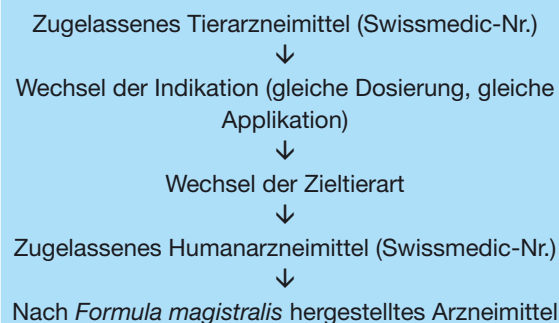 Zugelassenes Tierarzneimittel (Swissmedic-Nr.)
↓
Wechsel der Indikation (gleiche Dosierung, gleiche
Applikation)
↓
Wechsel der Zieltierart
↓
Zugelassenes Humanarzneimittel (Swissmedic-Nr.)
↓
Nach Formula magistralis hergestelltes Arzneimittel